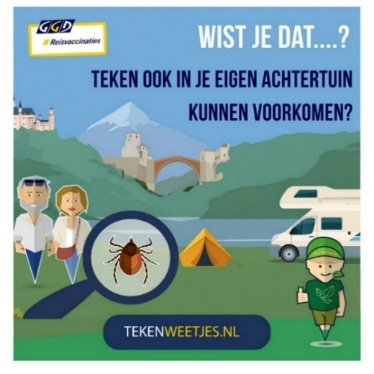 GGD
Reisvaccinaties
WIST JE DAT....?
TEKEN OOK IN JE EIGEN ACHTERTUIN
KUNNEN VOORKOMEN?
TEKENWEETJES.NL